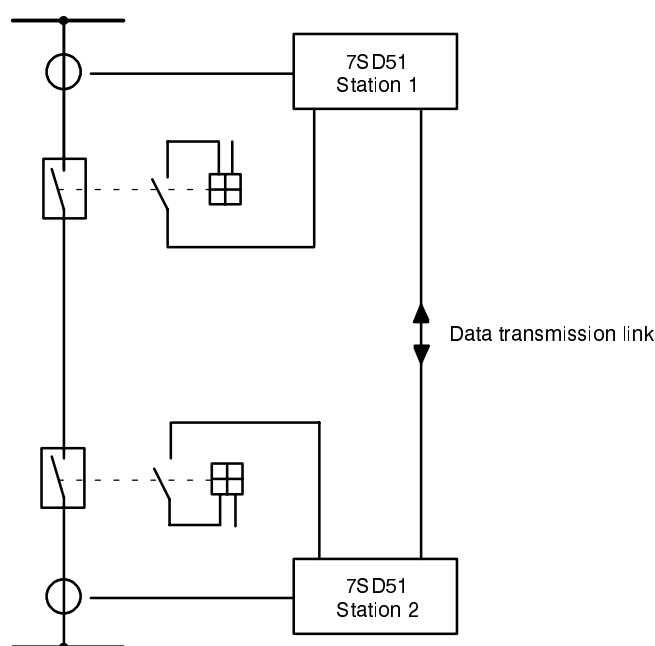 7SD51
Station 1
Data transmission link
7SD51
Station 2